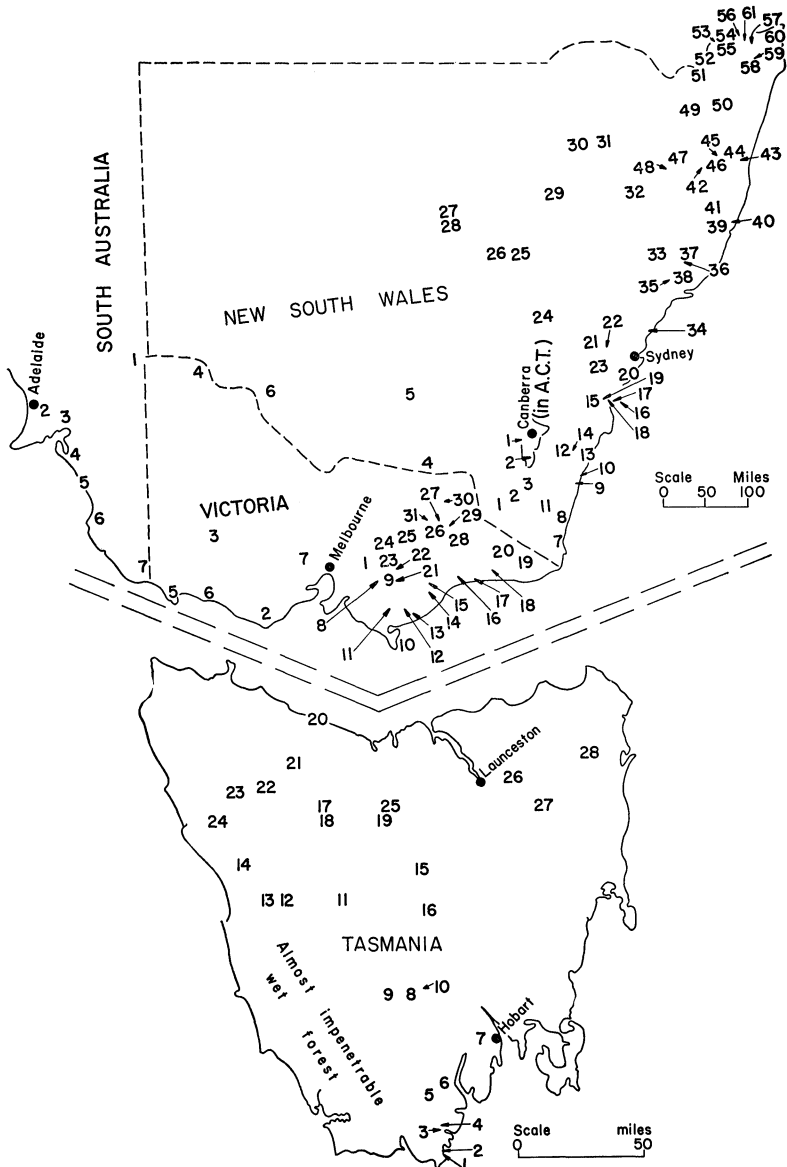 56 61 57
53 54 60
52 55 59
51 58
49 50
30 31 45 44 43
48 47 46
29 32 42
27 41
28 39 40
26 25 33 37 36
35 38
SOUTH AUSTRALIA
NEW SOUTH WALES
24 22 34
21
Sydney
23 20
19
15 17
16
18
Adelaide
2 3
1
4 6 5
Canberra
(in A.C.T.)
1
2
14
12 13
10
9
4
5
6
7
4
3
2
1
11
8
7
Scale Miles
0 50 100
VICTORIA
3
Melbourne
7
27 30
31 29
26
24 25 28
1 23 22
9 21
20 19
5 6 2
8
15 17 18
14 16
13
10
11 12
20
Launceston
28
21
26
23 22
17 25 27
24 18 19
14 15
13 12 11
16
TASMANIA
Almost impenetrable
wet forest
9 8 10
Hobart
7
6
5
4
3
2
1
Scale miles
0 50